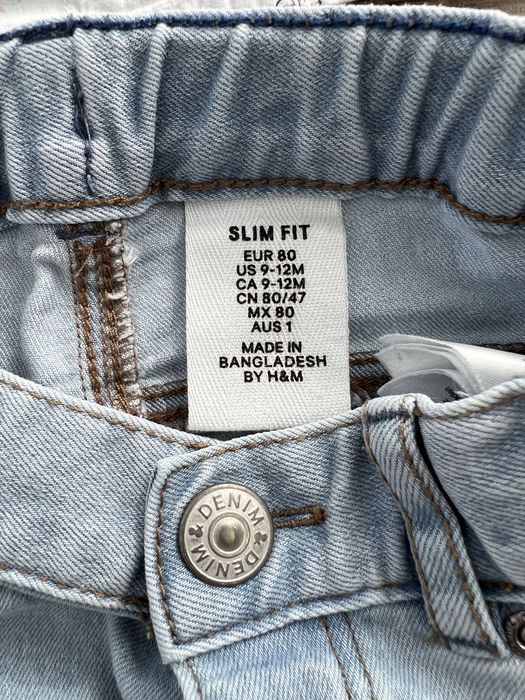 SLIM FIT
EUR 80
US 9-12M
CA 9-12M
CN 80/47
MX 80
AUS 1
MADE IN
BANGLADESH
BY H&M
DENIM & DENIM &